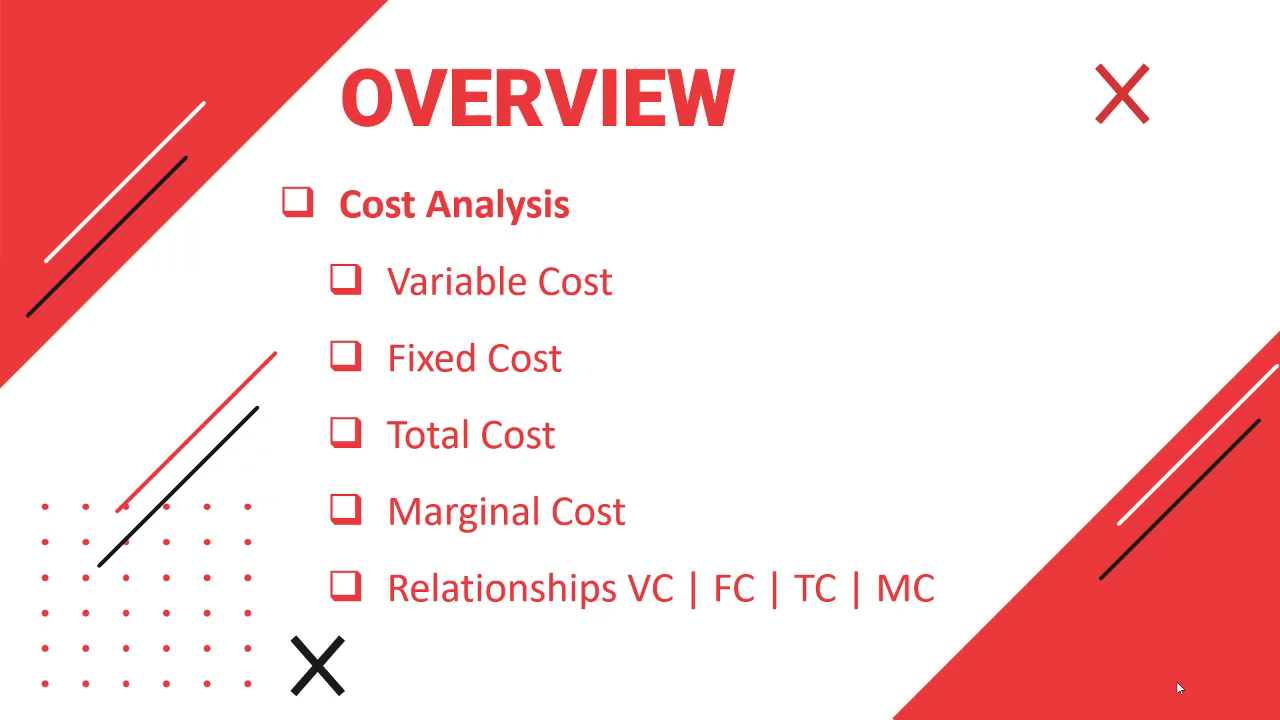 OVERVIEW
Cost Analysis
Variable Cost
Fixed Cost
Total Cost
Marginal Cost
Relationships VC | FC | TC | MC